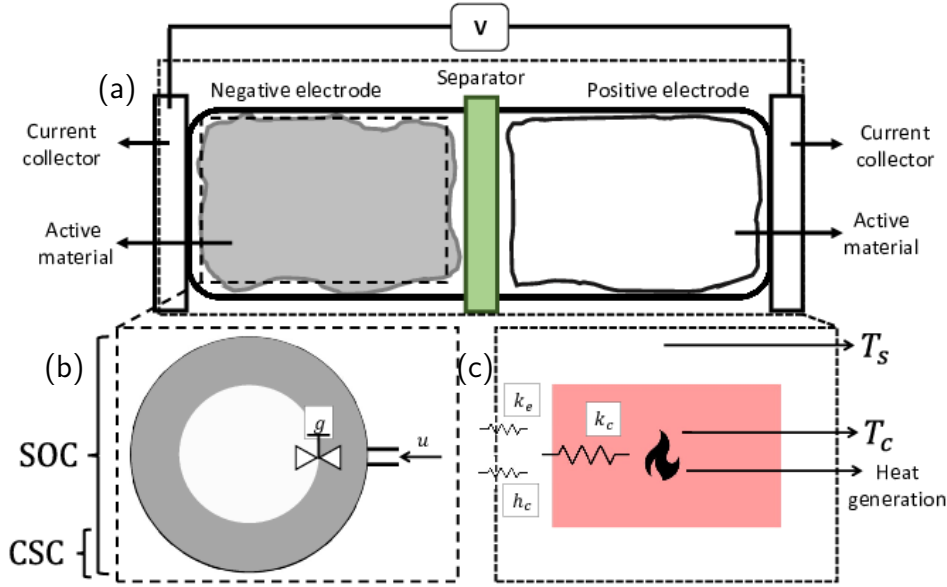 V
(a)
Negative electrode
Separator
Positive electrode
Current
collector
Current
collector
Active
material
Active
material
(b)
(c)
SOC
CSC
g
u
k_e
k_c
h_c
T_s
T_c
Heat
generation